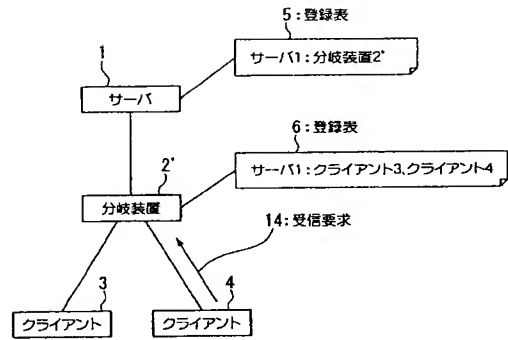 5:登録表
サーバ1:分岐装置2'
1
サーバ
6:登録表
サーバ1:クライアント3、クライアント4
2'
分岐装置
14:受信要求
3
クライアント
4
クライアント